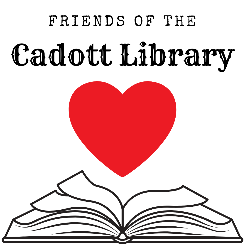 FRIENDS OF THE
Cadott Library